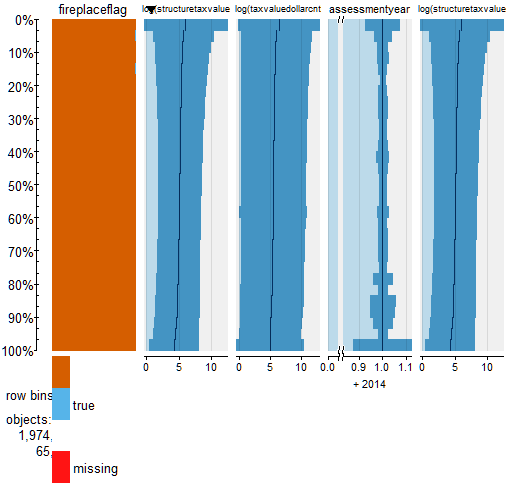 fireplaceflag
(structuretaxvalue
log(taxvaluedollarcnt
assessmentyear
log(structuretaxvalue
0%
10%
20%
30%
40%
50%
60%
70%
80%
90%
100%
0 5 10
0 5 10
0.0 0.9 1.0 1.1
0 5 10
+ 2014
row bins
true
objects:
1,974,
65,
missing